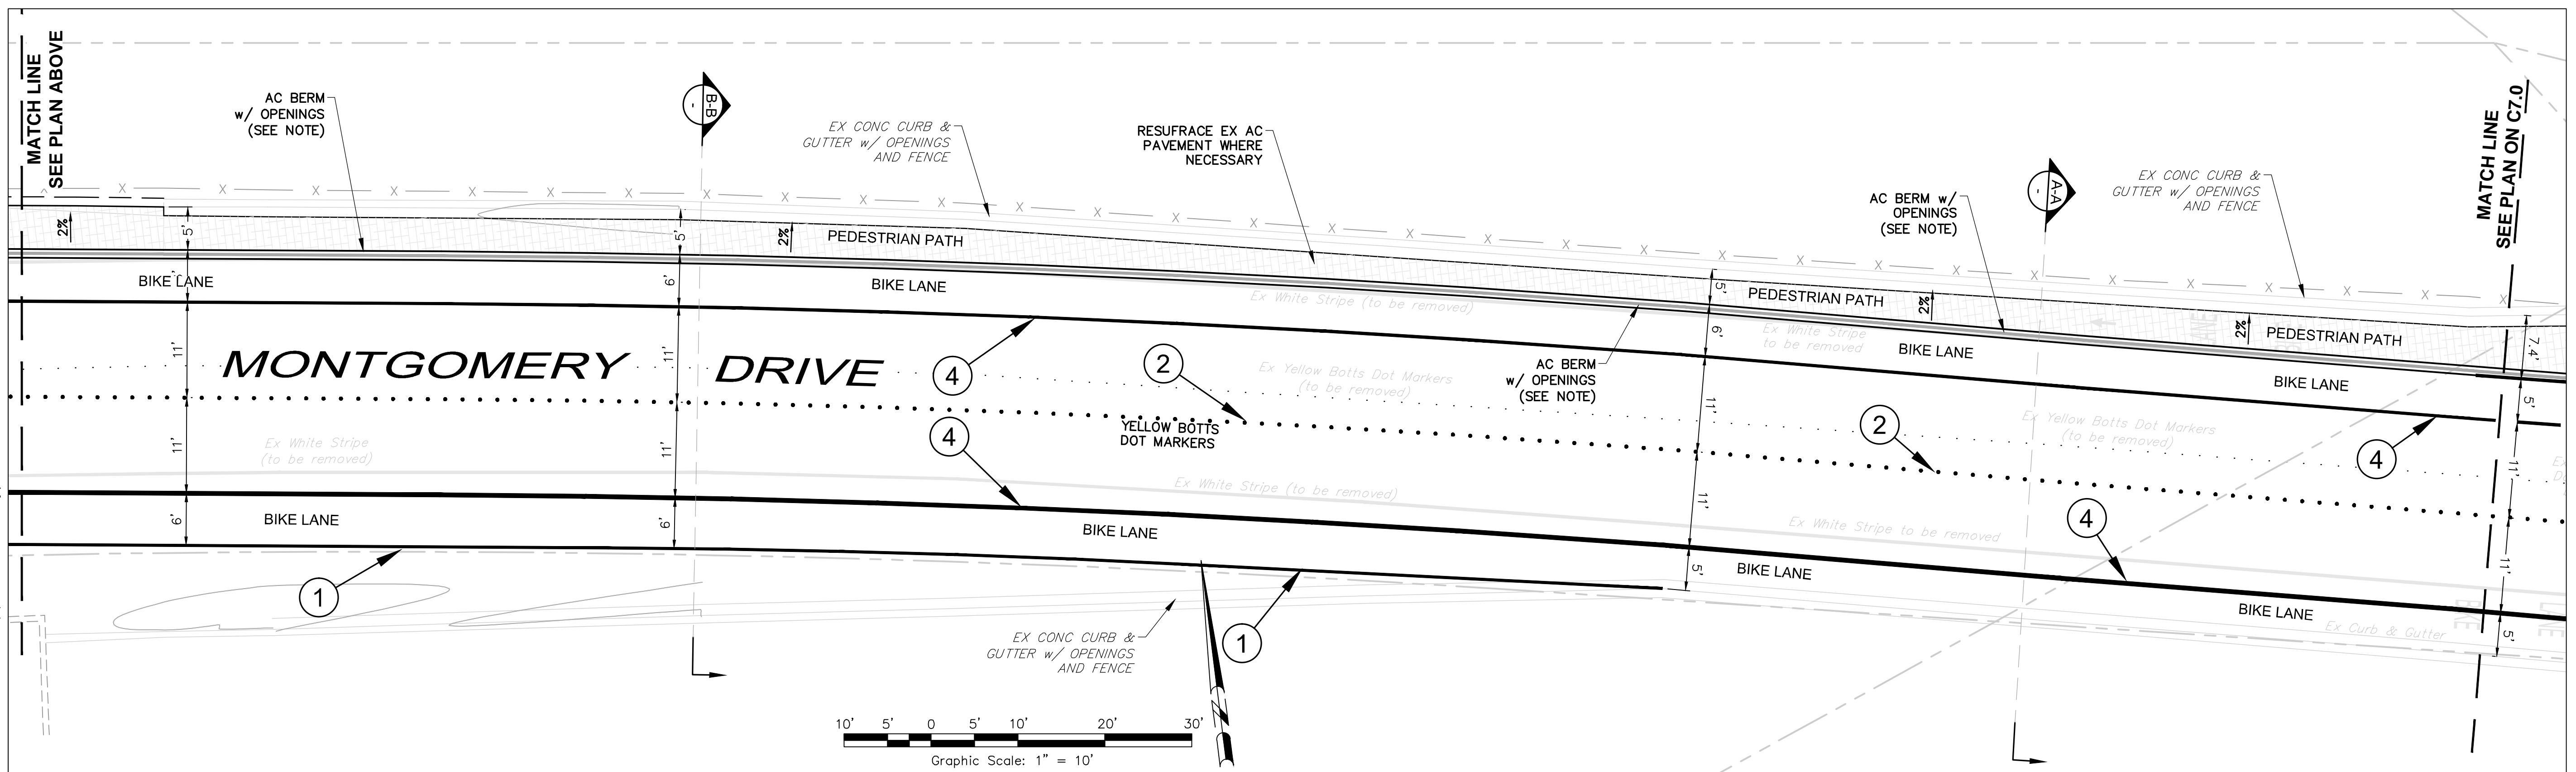 MATCH LINE
SEE PLAN ABOVE
AC BERM
w/ OPENINGS
(SEE NOTE)
B-B
-
EX CONC CURB &
GUTTER w/ OPENINGS
AND FENCE
RESUFRACE EX AC
PAVEMENT WHERE
NECESSARY
A-A
-
AC BERM w/
OPENINGS
(SEE NOTE)
EX CONC CURB &
GUTTER w/ OPENINGS
AND FENCE
MATCH LINE
SEE PLAN ON C7.0
2%
5'
5'
2%
PEDESTRIAN PATH
5'
PEDESTRIAN PATH
2%
2%
PEDESTRIAN PATH
7.4'
BIKE LANE
6'
BIKE LANE
Ex White Stripe (to be removed)
6'
Ex White Stripe
to be removed
BIKE LANE
BIKE LANE
5'
11'
MONTGOMERY DRIVE
11'
4
2
Ex Yellow Botts Dot Markers
(to be removed)
AC BERM
w/ OPENINGS
(SEE NOTE)
11'
2
Ex Yellow Botts Dot Markers
(to be removed)
4
11'
11'
Ex White Stripe
(to be removed)
11'
4
YELLOW BOTTS
DOT MARKERS
Ex White Stripe (to be removed)
11'
Ex White Stripe to be removed
4
11'
6'
BIKE LANE
6'
BIKE LANE
5'
BIKE LANE
BIKE LANE
Ex Curb & Gutter
BIKE
5'
1
EX CONC CURB &
GUTTER w/ OPENINGS
AND FENCE
1
N
10' 5' 0 5' 10' 20' 30'
Graphic Scale: 1" = 10'